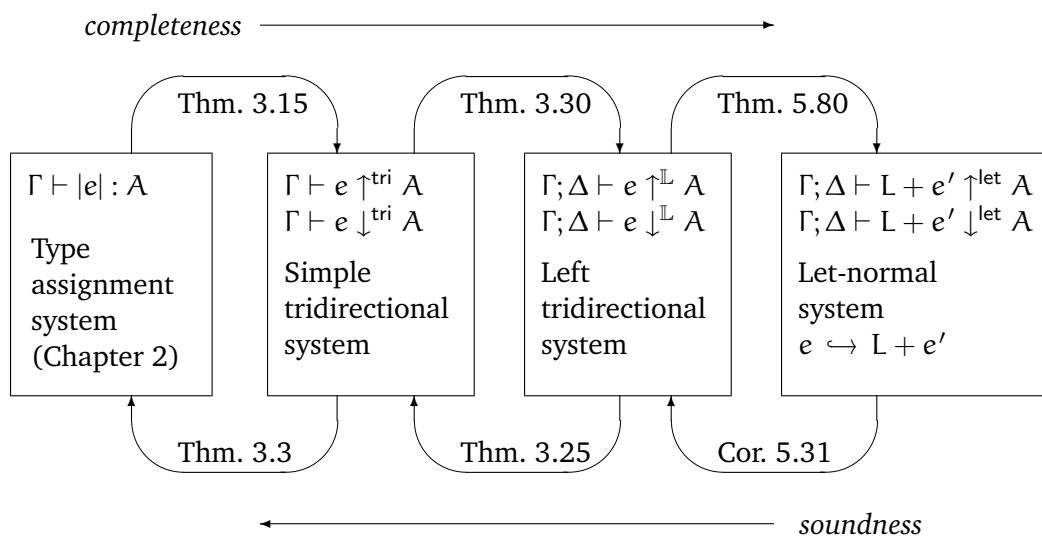 completeness
Thm. 3.15
Thm. 3.30
Thm. 5.80
Γ ⊢ |e| : A
Type
assignment
system
(Chapter 2)
Γ ⊢ e ↑tri A
Γ ⊢ e ↓tri A
Simple
tridirectional
system
Γ; Δ ⊢ e ↑𝕃 A
Γ; Δ ⊢ e ↓𝕃 A
Left
tridirectional
system
Γ; Δ ⊢ L + e′ ↑let A
Γ; Δ ⊢ L + e′ ↓let A
Let-normal
system
e ↪ L + e′
Thm. 3.3
Thm. 3.25
Cor. 5.31
soundness